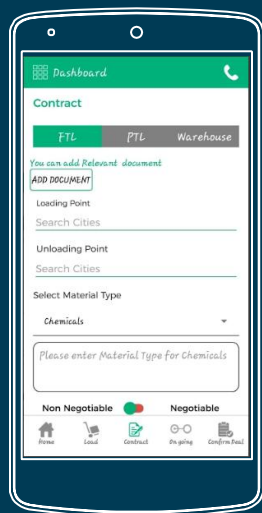 Dashboard
Contract
FTL PTL Warehouse
You can add Relevant document
ADD DOCUMENT
Loading Point
Search Cities
Unloading Point
Search Cities
Select Material Type
Chemicals
Please enter Material Type for Chemicals
Non Negotiable Negotiable
Home Load Contract On going Confirm Deal